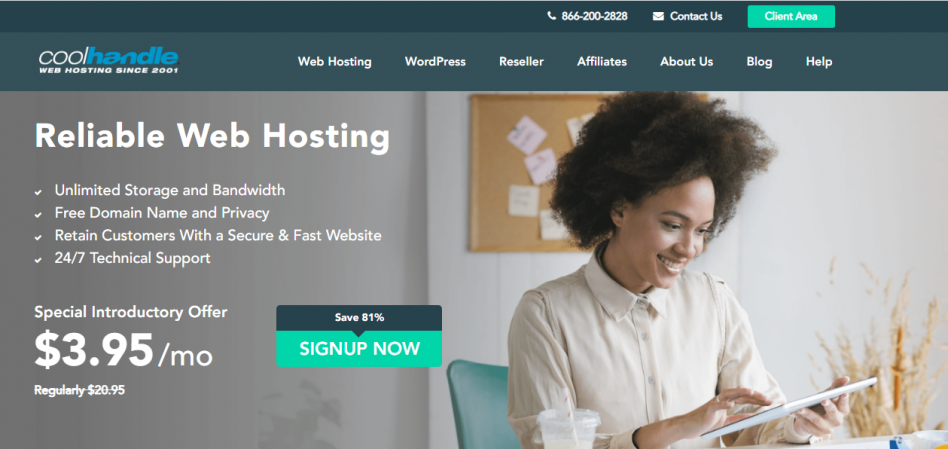 866-200-2828 Contact Us Client Area
coolhandle
WEB HOSTING SINCE 2001
Web Hosting WordPress Reseller Affiliates About Us Blog Help
Reliable Web Hosting
Unlimited Storage and Bandwidth
Free Domain Name and Privacy
Retain Customers With a Secure & Fast Website
24/7 Technical Support
Special Introductory Offer
$3.95/mo
Regularly $20.95
Save 81%
SIGNUP NOW